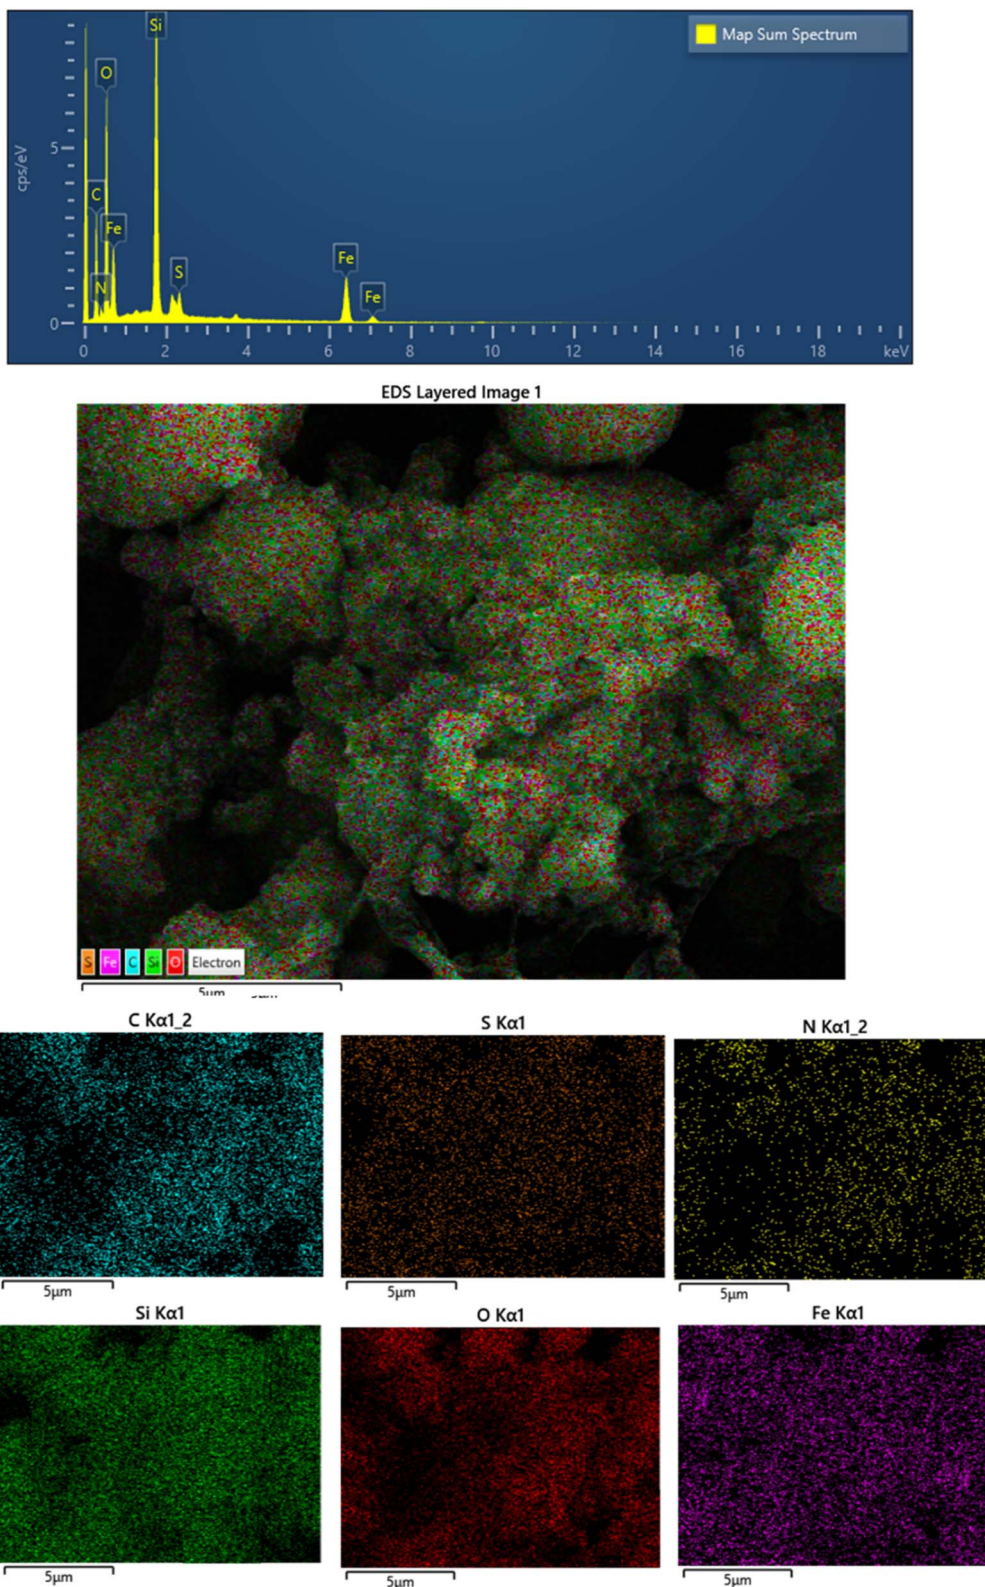 Map Sum Spectrum
Si
O
C
Fe
N
S
Fe
Fe
cps/eV
5
0
0 2 4 6 8 10 12 14 16 18 keV
EDS Layered Image 1
S Fe C Si O Electron
5µm
C Kα1_2 S Kα1 N Kα1_2
5µm 5µm 5µm
Si Kα1 O Kα1 Fe Kα1
5µm 5µm 5µm